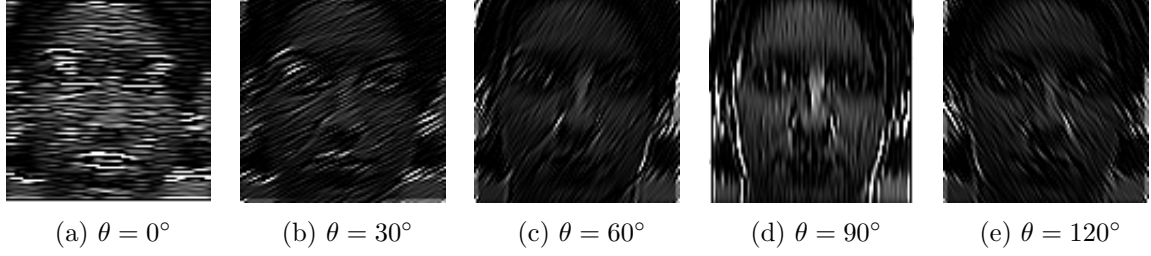 (a) θ = 0° (b) θ = 30° (c) θ = 60° (d) θ = 90° (e) θ = 120°